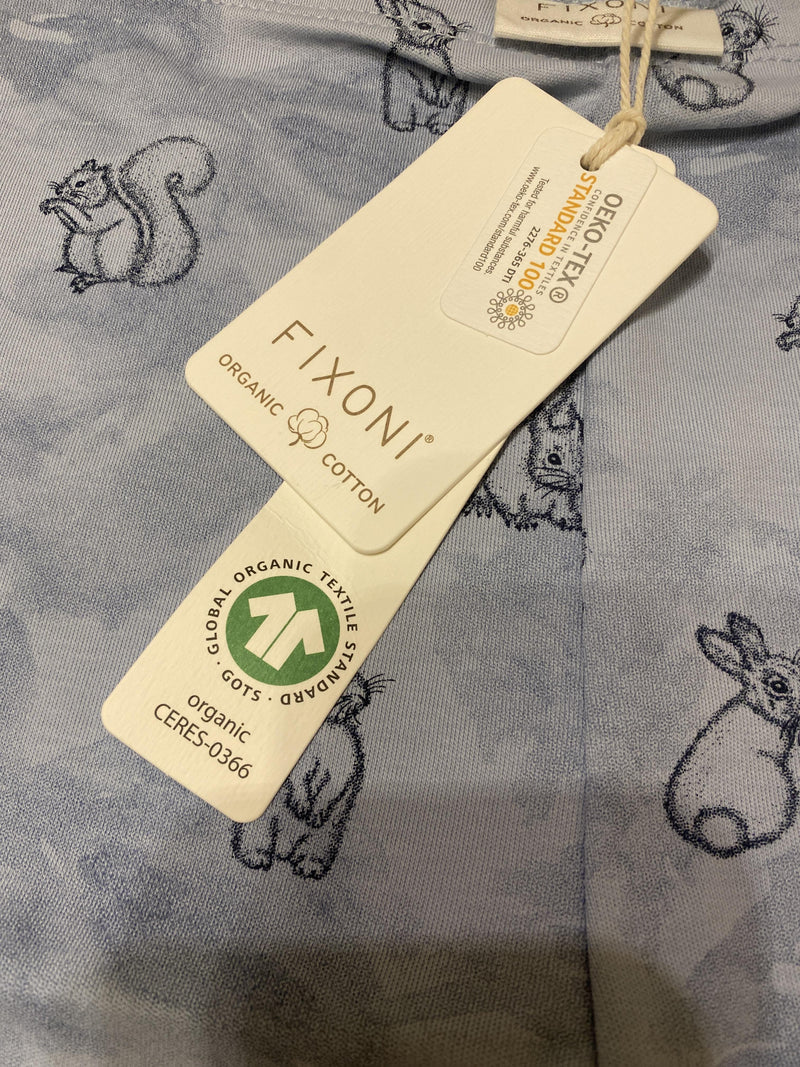 FIXONI
ORGANIC COTTON
OEKO-TEX®
CONFIDENCE IN TEXTILES
STANDARD 100
2276-365 DTI
Tested for harmful substances.
www.oeko-tex.com/standard100
FIXONI®
ORGANIC COTTON
GLOBAL ORGANIC TEXTILE STANDARD · GOTS ·
organic
CERES-0366